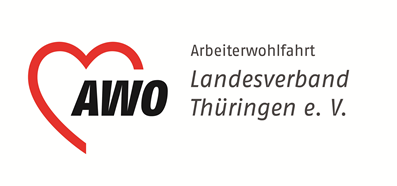 AWO
Arbeiterwohlfahrt
Landesverband
Thüringen e. V.